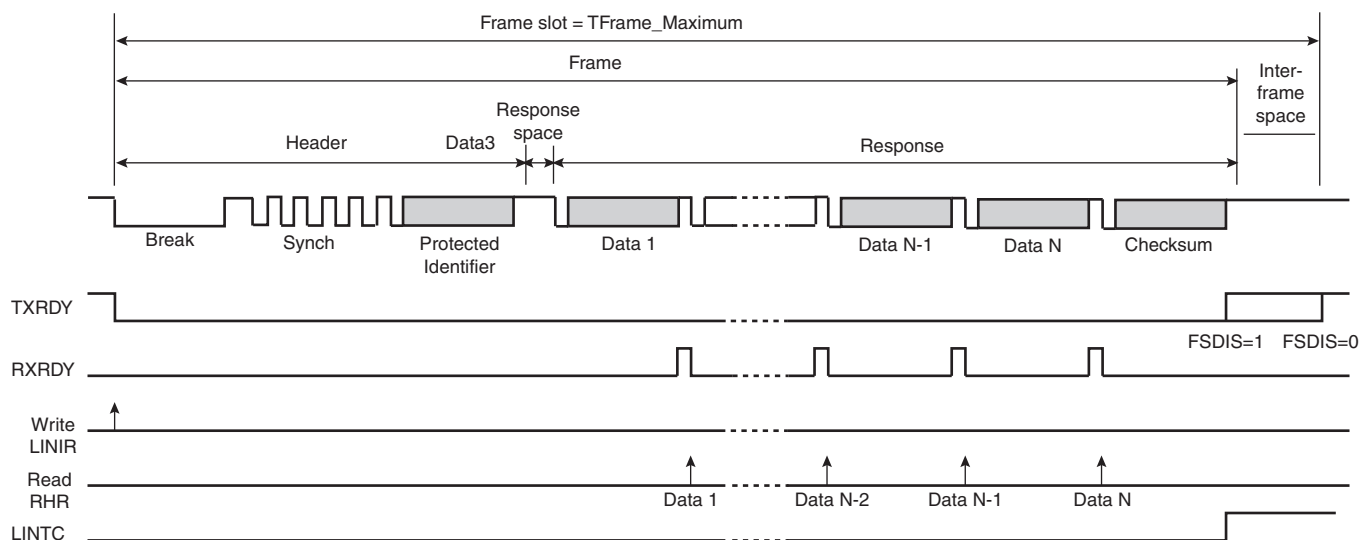 Frame slot = TFrame_Maximum
Frame
Inter-
frame
space
Response
space
Header
Data3
Response
Break
Synch
Protected
Identifier
Data 1
Data N-1
Data N
Checksum
TXRDY
FSDIS=1
FSDIS=0
RXRDY
Write
LINIR
Read
RHR
Data 1
Data N-2
Data N-1
Data N
LINTC